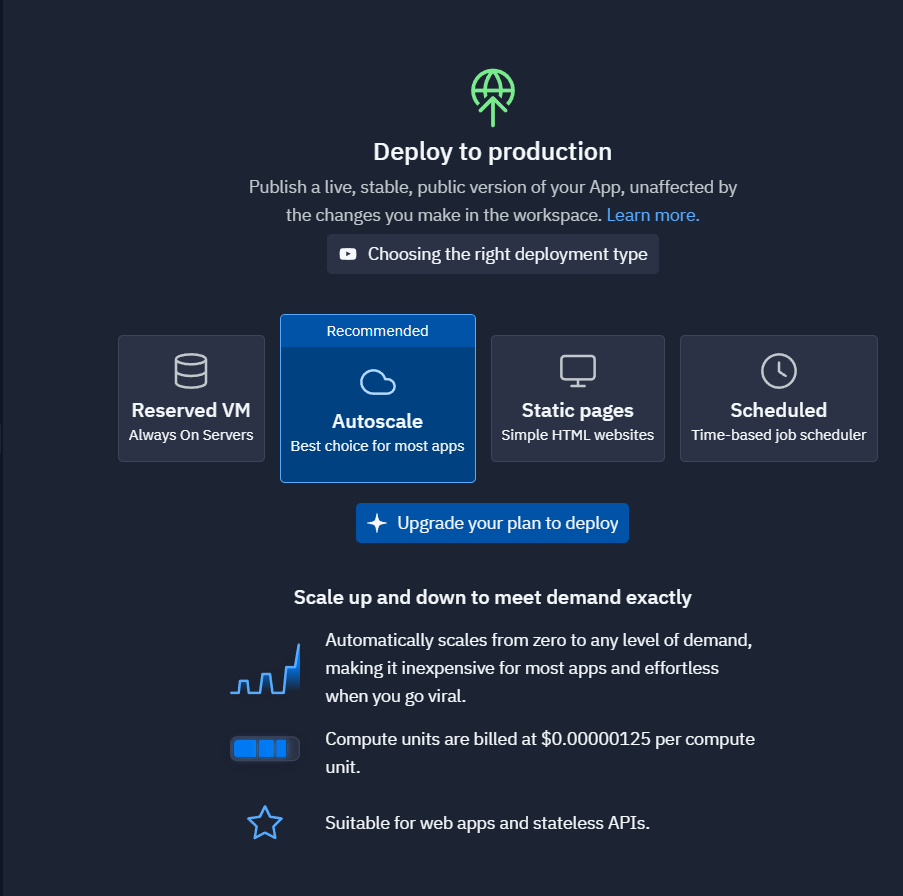 Deploy to production
Publish a live, stable, public version of your App, unaffected by
the changes you make in the workspace. Learn more.
Choosing the right deployment type
Reserved VM
Always On Servers
Recommended
Autoscale
Best choice for most apps
Static pages
Simple HTML websites
Scheduled
Time-based job scheduler
Upgrade your plan to deploy
Scale up and down to meet demand exactly
Automatically scales from zero to any level of demand,
making it inexpensive for most apps and effortless
when you go viral.
Compute units are billed at $0.00000125 per compute
unit.
Suitable for web apps and stateless APIs.